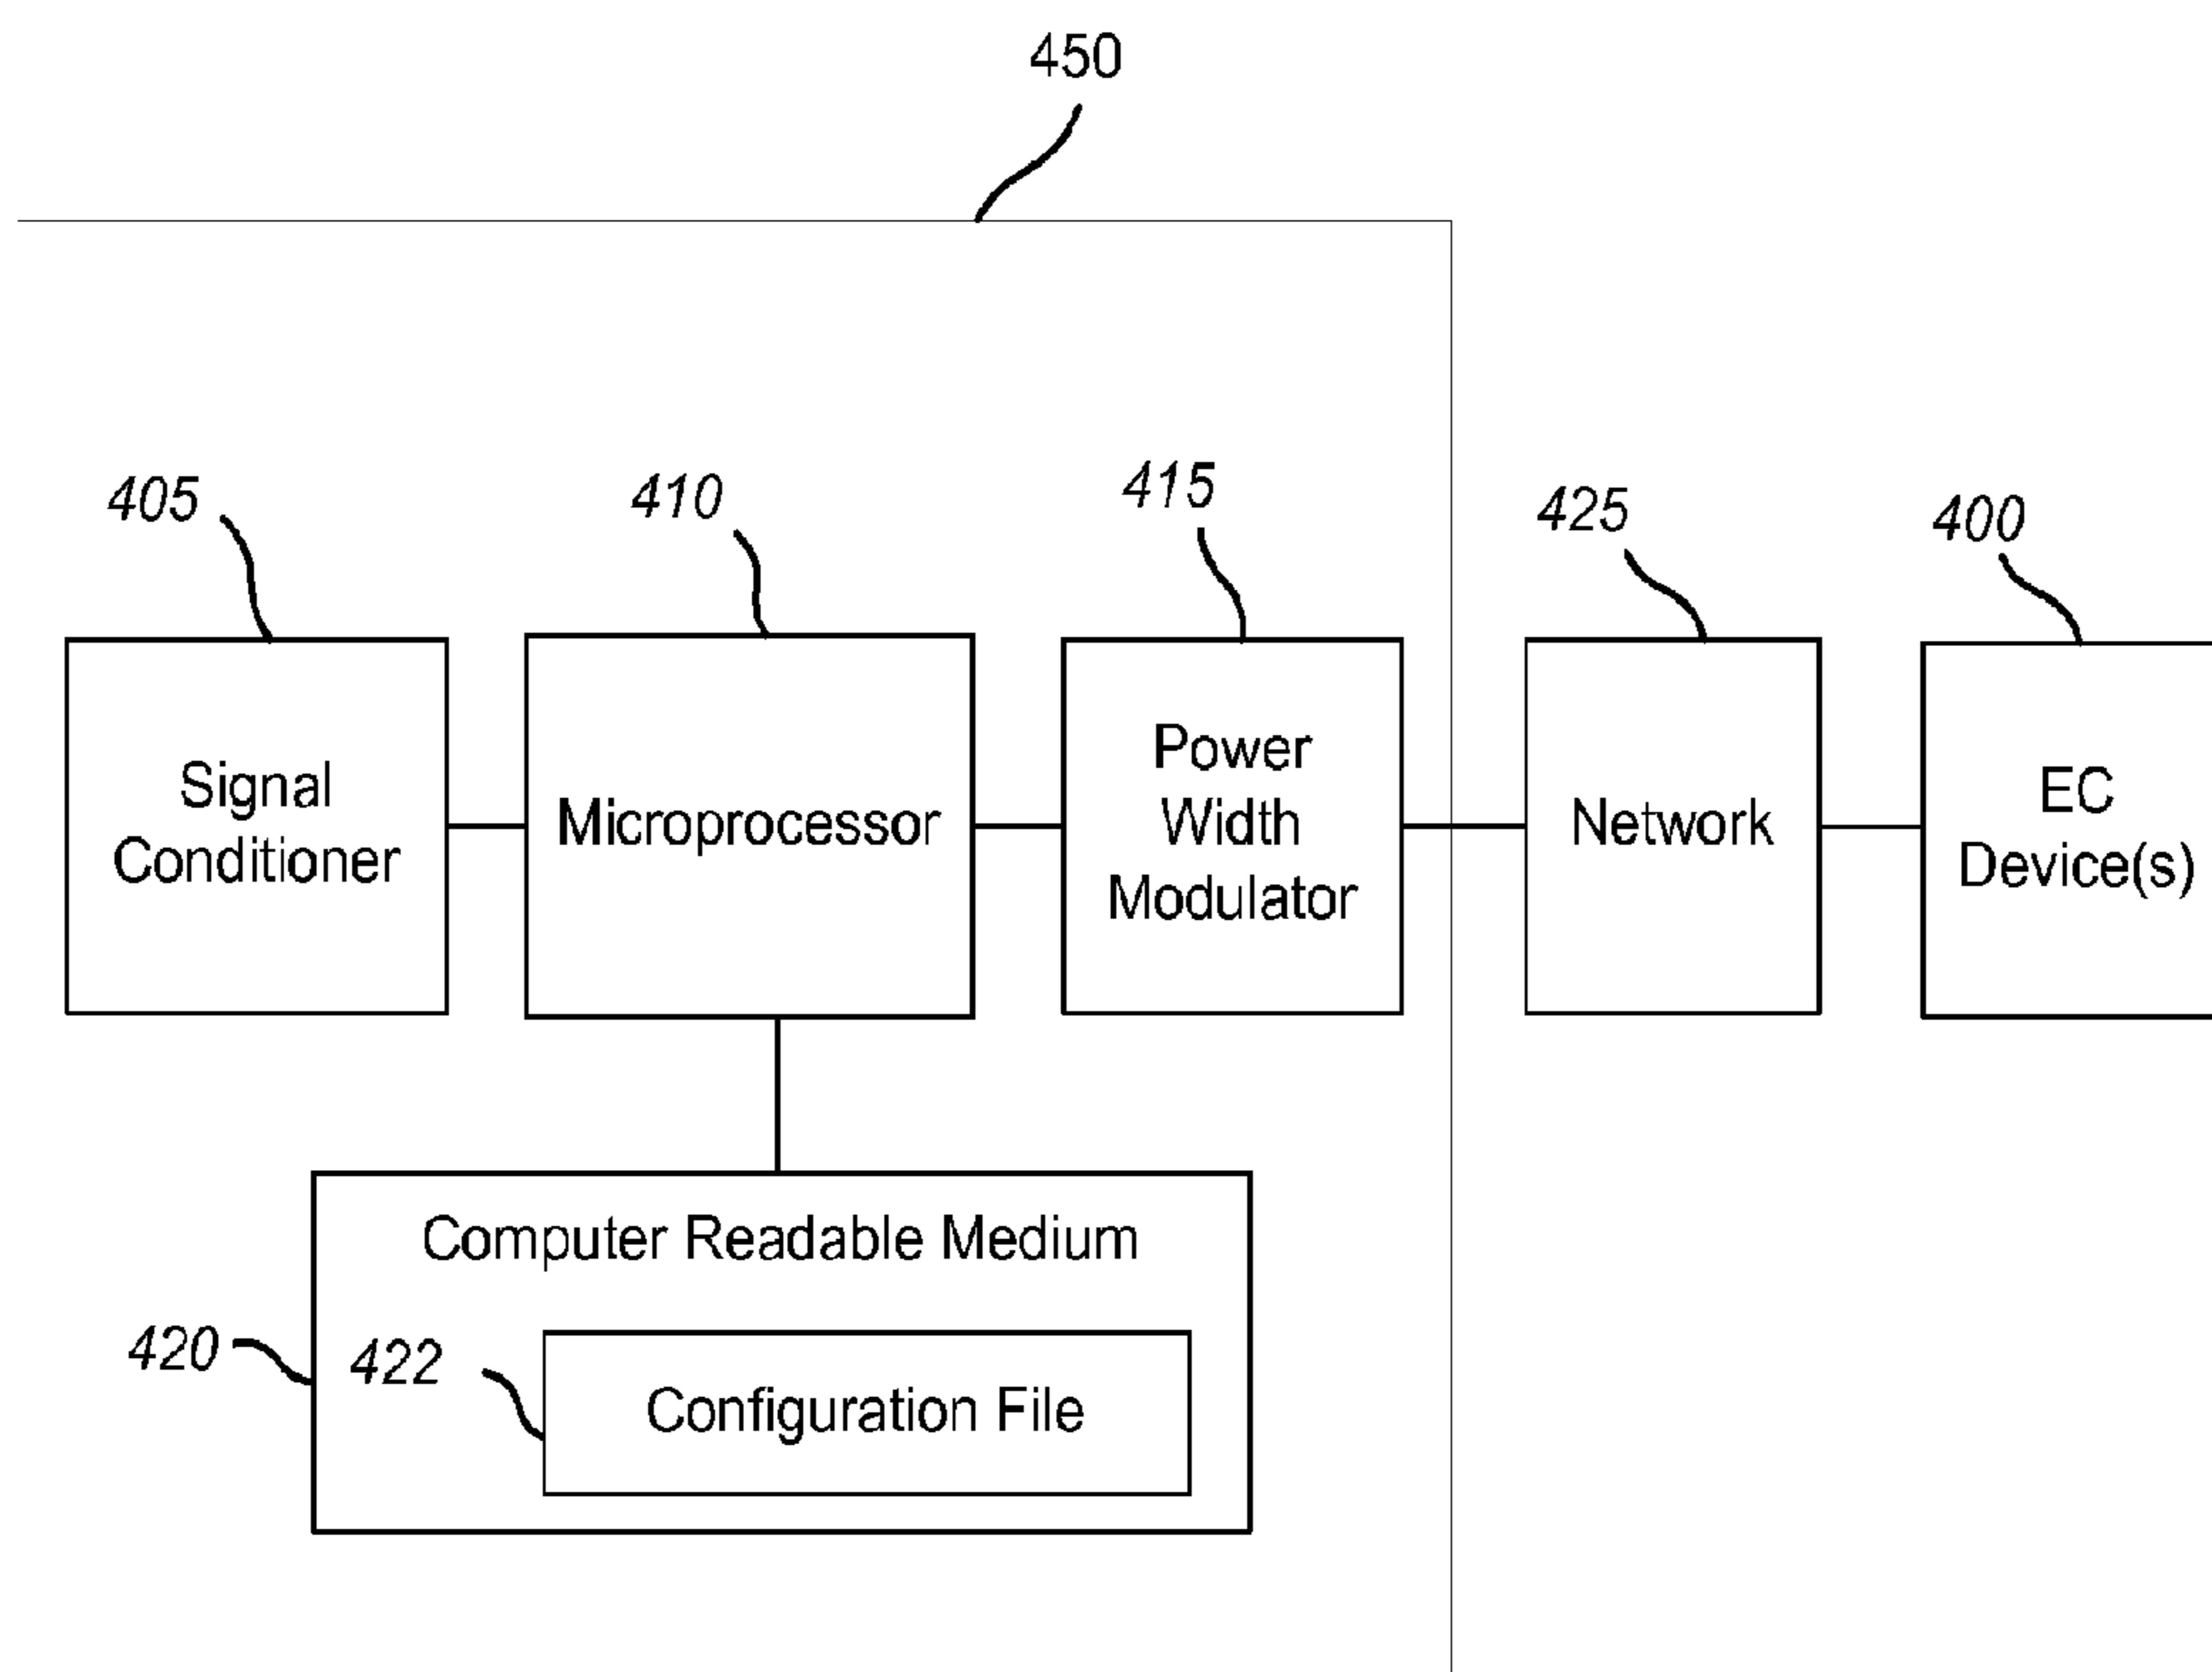 450
405
410
415
425
400
Signal
Conditioner
Microprocessor
Power
Width
Modulator
Network
EC
Device(s)
Computer Readable Medium
420
422
Configuration File